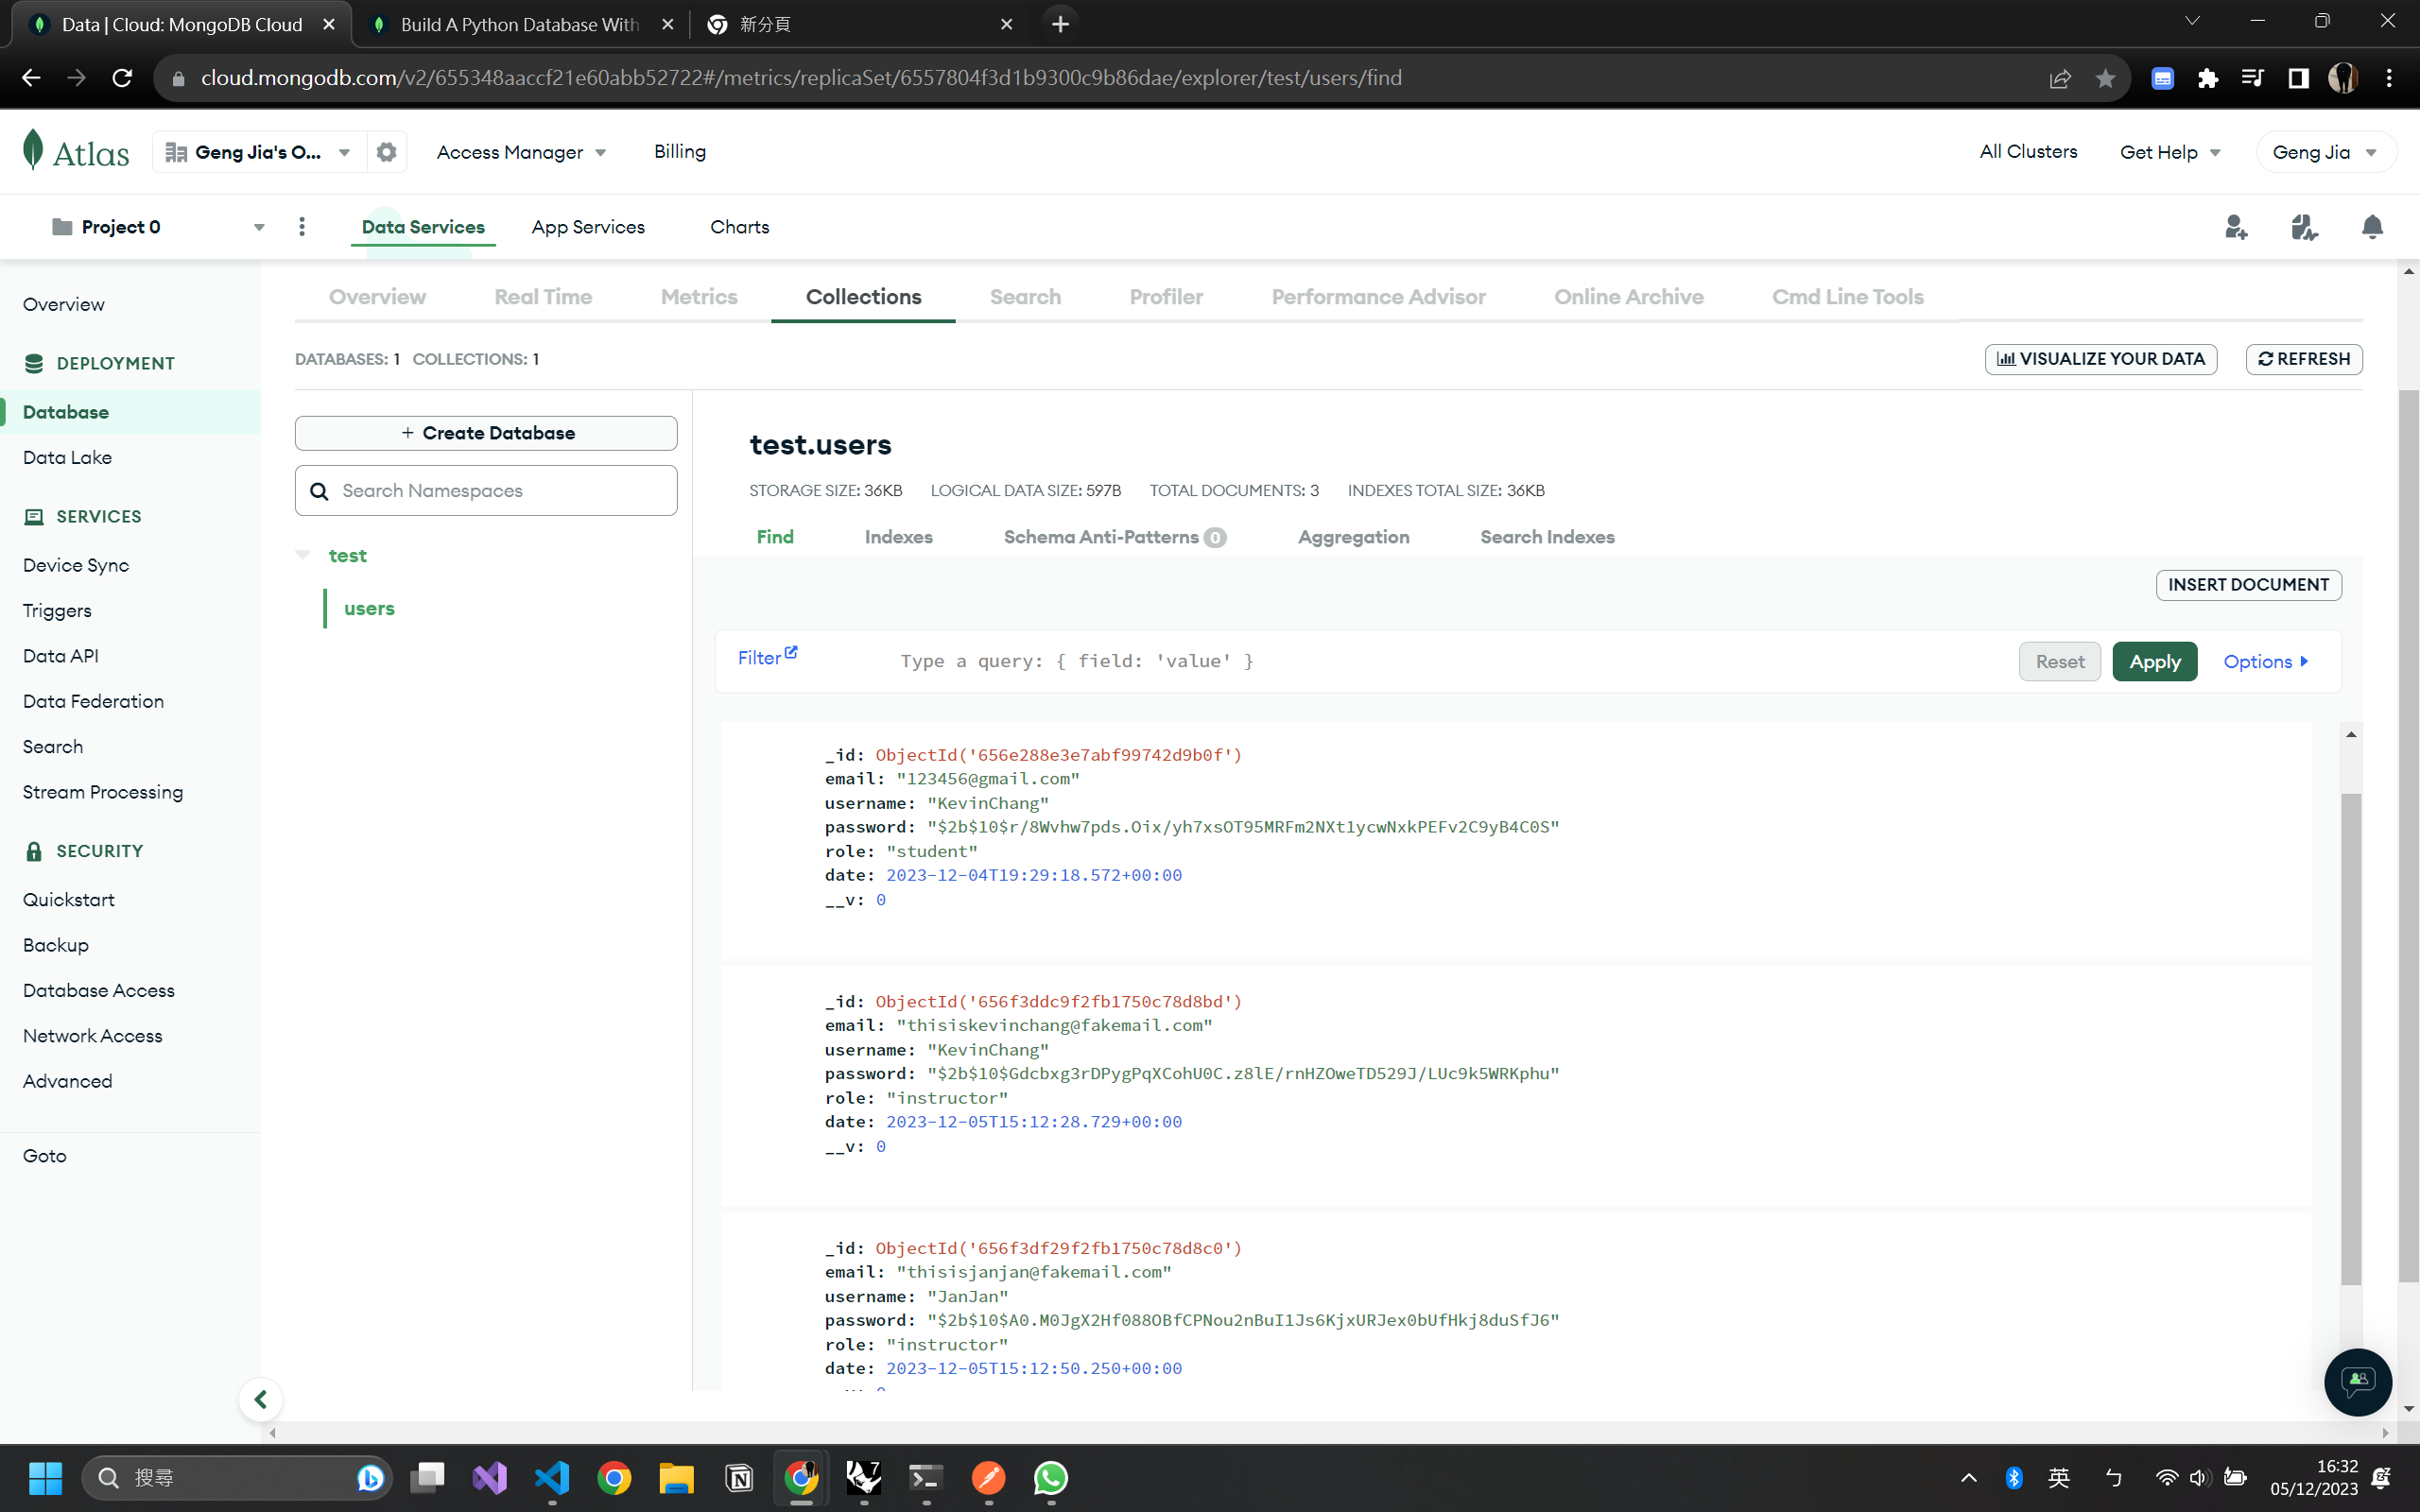 Data | Cloud: MongoDB Cloud
Build A Python Database With
新分頁
cloud.mongodb.com/v2/655348aaccf21e60abb52722#/metrics/replicaSet/6557804f3d1b9300c9b86dae/explorer/test/users/find
Atlas
Geng Jia's O...
Access Manager
Billing
All Clusters
Get Help
Geng Jia
Project 0
Data Services
App Services
Charts
Overview
DEPLOYMENT
Database
Data Lake
SERVICES
Device Sync
Triggers
Data API
Data Federation
Search
Stream Processing
SECURITY
Quickstart
Backup
Database Access
Network Access
Advanced
Goto
Overview
Real Time
Metrics
Collections
Search
Profiler
Performance Advisor
Online Archive
Cmd Line Tools
DATABASES: 1 COLLECTIONS: 1
VISUALIZE YOUR DATA
REFRESH
+ Create Database
Search Namespaces
test
users
test.users
STORAGE SIZE: 36KB LOGICAL DATA SIZE: 597B TOTAL DOCUMENTS: 3 INDEXES TOTAL SIZE: 36KB
Find
Indexes
Schema Anti-Patterns 0
Aggregation
Search Indexes
INSERT DOCUMENT
Filter
Type a query: { field: 'value' }
Reset
Apply
Options
_id: ObjectId('656e288e3e7abf99742d9b0f')
email: "123456@gmail.com"
username: "KevinChang"
password: "$2b$10$r/8Wvhw7pds.Oix/yh7xsOT95MRFm2NXt1ycwNxkPEFv2C9yB4C0S"
role: "student"
date: 2023-12-04T19:29:18.572+00:00
__v: 0
_id: ObjectId('656f3ddc9f2fb1750c78d8bd')
email: "thisiskevinchang@fakemail.com"
username: "KevinChang"
password: "$2b$10$Gdcbxg3rDPygPqXCohU0C.z8lE/rnHZOweTD529J/LUc9k5WRKphu"
role: "instructor"
date: 2023-12-05T15:12:28.729+00:00
__v: 0
_id: ObjectId('656f3df29f2fb1750c78d8c0')
email: "thisisjanjan@fakemail.com"
username: "JanJan"
password: "$2b$10$A0.M0JgX2Hf088OBfCPNou2nBuI1Js6KjxURJex0bUfHkj8duSfJ6"
role: "instructor"
date: 2023-12-05T15:12:50.250+00:00
搜尋
7
英
ㄅ
16:32
05/12/2023